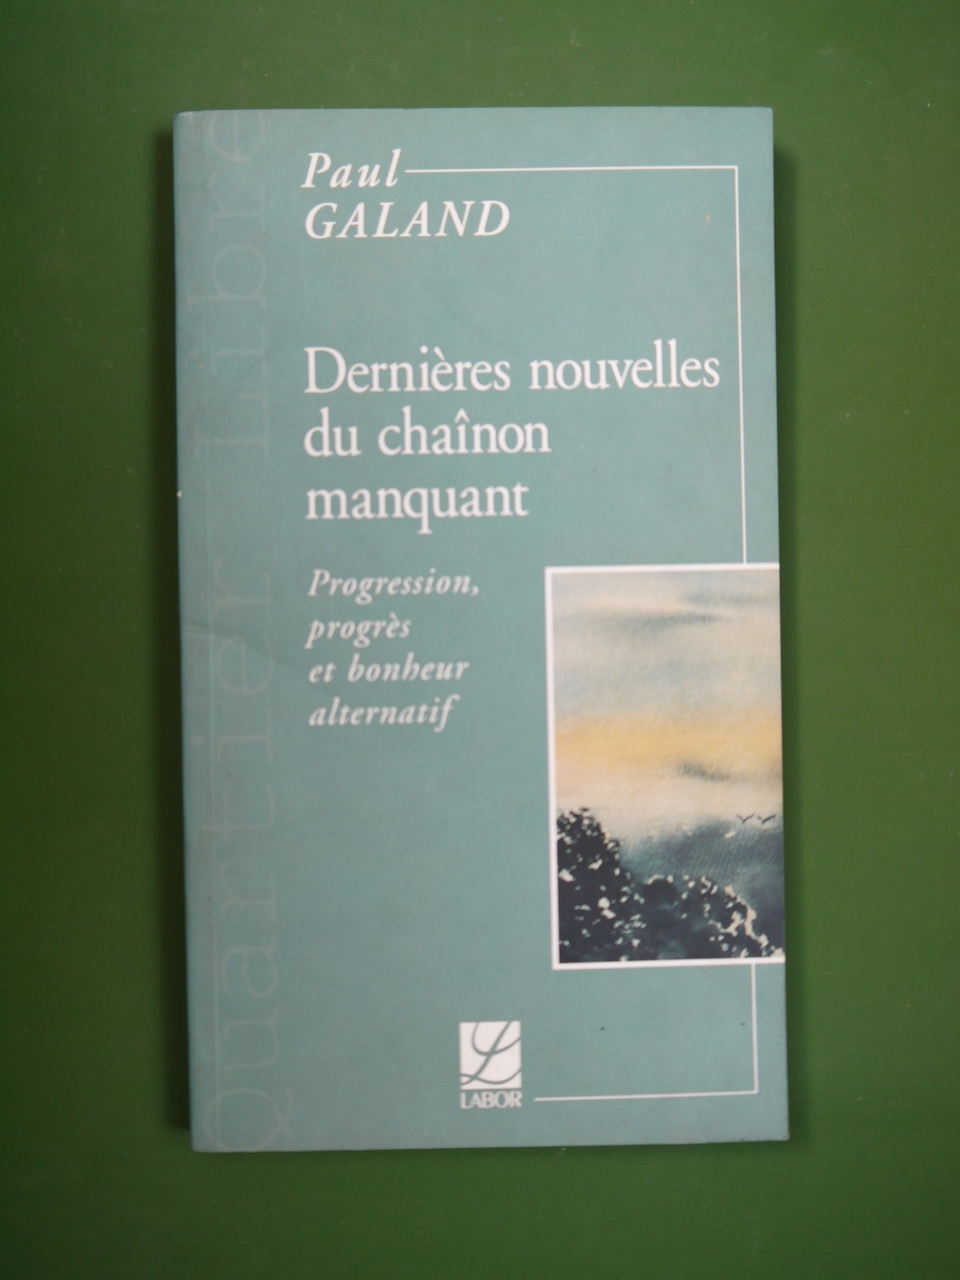 Paul
GALAND
Dernières nouvelles
du chaînon
manquant
Progression,
progrès
et bonheur
alternatif
Quartier Libre
LABOR